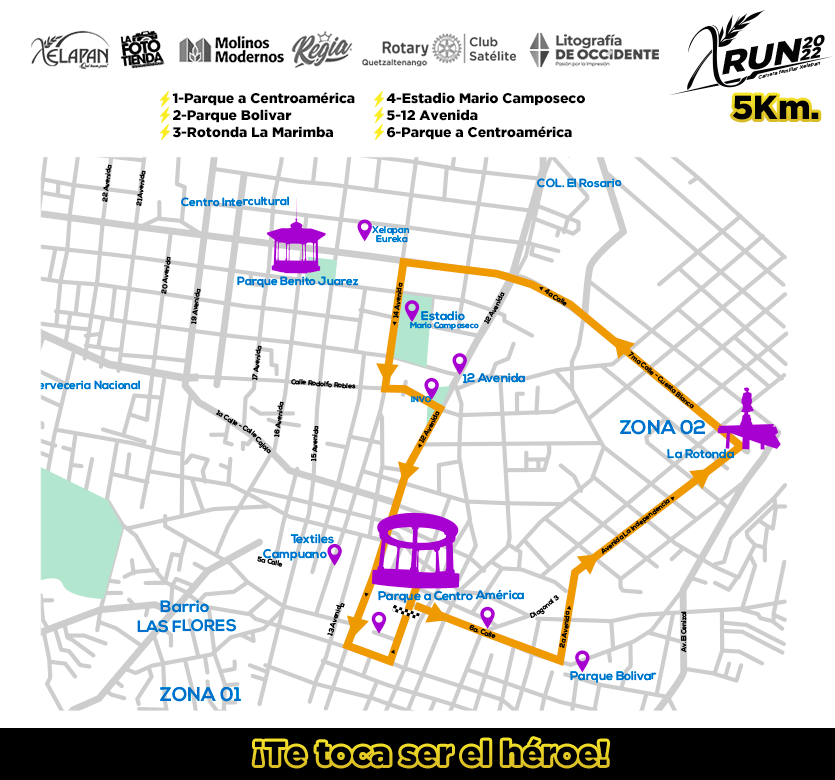 XELAPAN
LA FOTO TIENDA
Molinos Modernos
Regia
Rotary
Quetzaltenango
Club Satélite
Litografía
DE OCCIDENTE
Pasión por la Impresión
XRUN 2022
Carrera Familiar Xelapan
5Km.
1-Parque a Centroamérica
2-Parque Bolivar
3-Rotonda La Marimba
4-Estadio Mario Camposeco
5-12 Avenida
6-Parque a Centroamérica
22 Avenida
21 Avenida
Centro Intercultural
COL. El Rosario
Xelapan
Eureka
20 Avenida
Parque Benito Juarez
19 Avenida
14 Avenida
Estadio
Mario Campaseco
12 Avenida
4a Calle
7ma Calle - Cuesta Blanca
17 Avenida
Calle Rodolfo Robles
12 Avenida
erveceria Nacional
INVO
1a Calle - Calle Cajola
16 Avenida
15 Avenida
12 Avenida
ZONA 02
La Rotonda
Avenida La Independencia
Textiles
Campuano
5a Calle
Parque a Centro América
Diagonal 3
Barrio
LAS FLORES
13 Avenida
6a. Calle
2a Avenida
Av. El Cenizal
Parque Bolivar
ZONA 01
¡Te toca ser el héroe!